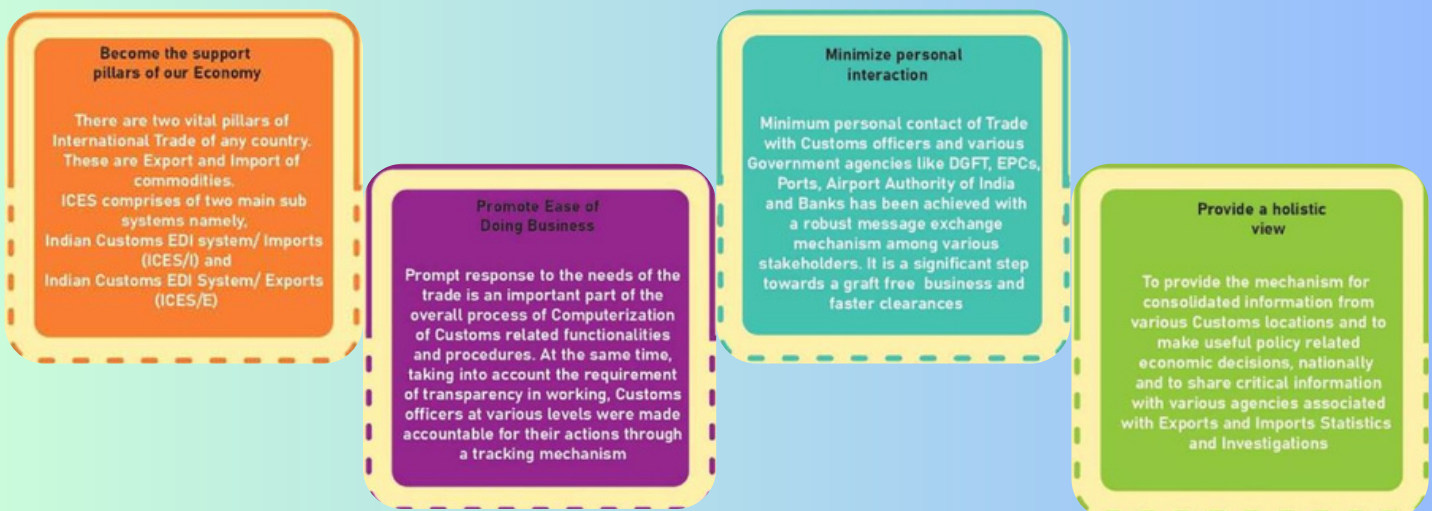 Become the support
pillars of our Economy
There are two vital pillars of
International Trade of any country.
These are Export and Import of
commodities.
ICES comprises of two main sub
systems namely,
Indian Customs EDI system/ Imports
(ICES/I) and
Indian Customs EDI System/ Exports
(ICES/E)
Promote Ease of
Doing Business
Prompt response to the needs of the
trade is an important part of the
overall process of Computerization
of Customs related functionalities
and procedures. At the same time,
taking into account the requirement
of transparency in working, Customs
officers at various levels were made
accountable for their actions through
a tracking mechanism
Minimize personal
interaction
Minimum personal contact of Trade
with Customs officers and various
Government agencies like DGFT, EPCs,
Ports, Airport Authority of India
and Banks has been achieved with
a robust message exchange
mechanism among various
stakeholders. It is a significant step
towards a graft free business and
faster clearances
Provide a holistic
view
To provide the mechanism for
consolidated information from
various Customs locations and to
make useful policy related
economic decisions, nationally
and to share critical information
with various agencies associated
with Exports and Imports Statistics
and Investigations